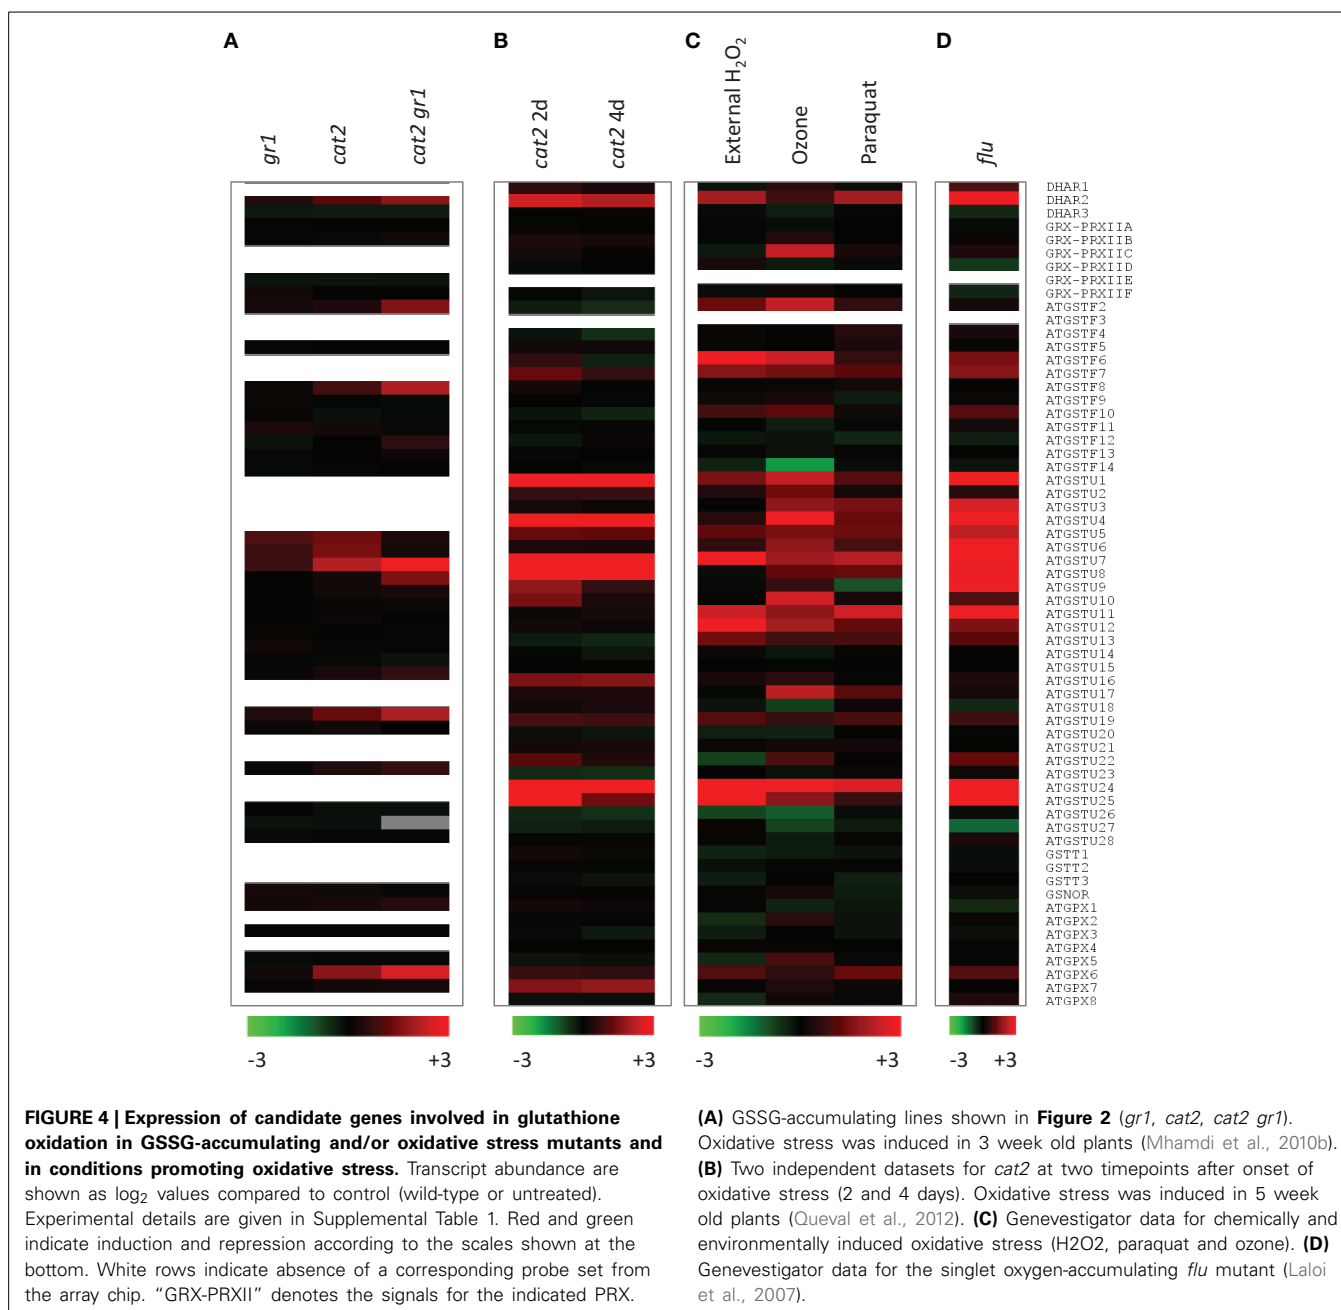 A
B
C
D
gr1
cat2
cat2 gr1
cat2 2d
cat2 4d
External H₂O₂
Ozone
Paraquat
flu
DHAR1
DHAR2
DHAR3
GRX-PRXIIA
GRX-PRXIIB
GRX-PRXIIC
GRX-PRXIID
GRX-PRXIIE
GRX-PRXIIF
ATGSTF2
ATGSTF3
ATGSTF4
ATGSTF5
ATGSTF6
ATGSTF7
ATGSTF8
ATGSTF9
ATGSTF10
ATGSTF11
ATGSTF12
ATGSTF13
ATGSTF14
ATGSTU1
ATGSTU2
ATGSTU3
ATGSTU4
ATGSTU5
ATGSTU6
ATGSTU7
ATGSTU8
ATGSTU9
ATGSTU10
ATGSTU11
ATGSTU12
ATGSTU13
ATGSTU14
ATGSTU15
ATGSTU16
ATGSTU17
ATGSTU18
ATGSTU19
ATGSTU20
ATGSTU21
ATGSTU22
ATGSTU23
ATGSTU24
ATGSTU25
ATGSTU26
ATGSTU27
ATGSTU28
GSTT1
GSTT2
GSTT3
GSNOR
ATGPX1
ATGPX2
ATGPX3
ATGPX4
ATGPX5
ATGPX6
ATGPX7
ATGPX8
-3 +3
-3 +3
-3 +3
-3 +3
FIGURE 4 | Expression of candidate genes involved in glutathione
oxidation in GSSG-accumulating and/or oxidative stress mutants and
in conditions promoting oxidative stress. Transcript abundance are
shown as log₂ values compared to control (wild-type or untreated).
Experimental details are given in Supplemental Table 1. Red and green
indicate induction and repression according to the scales shown at the
bottom. White rows indicate absence of a corresponding probe set from
the array chip. “GRX-PRXII” denotes the signals for the indicated PRX.
(A) GSSG-accumulating lines shown in Figure 2 (gr1, cat2, cat2 gr1).
Oxidative stress was induced in 3 week old plants (Mhamdi et al., 2010b).
(B) Two independent datasets for cat2 at two timepoints after onset of
oxidative stress (2 and 4 days). Oxidative stress was induced in 5 week
old plants (Queval et al., 2012). (C) Genevestigator data for chemically and
environmentally induced oxidative stress (H2O2, paraquat and ozone). (D)
Genevestigator data for the singlet oxygen-accumulating flu mutant (Laloi
et al., 2007).